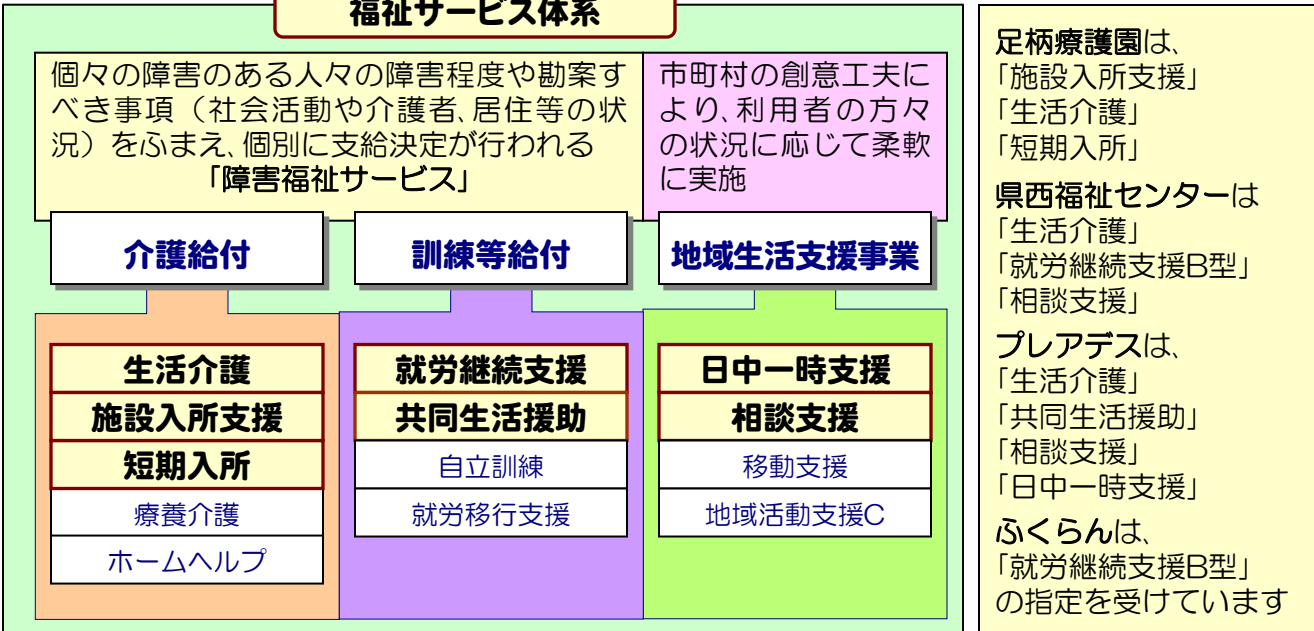 福祉サービス体系
個々の障害のある人々の障害程度や勘案す
べき事項（社会活動や介護者、居住等の状
況）をふまえ、個別に支給決定が行われる
「障害福祉サービス」
市町村の創意工夫に
より、利用者の方々
の状況に応じて柔軟
に実施
介護給付
訓練等給付
地域生活支援事業
生活介護
施設入所支援
短期入所
療養介護
ホームヘルプ
就労継続支援
共同生活援助
自立訓練
就労移行支援
日中一時支援
相談支援
移動支援
地域活動支援C
足柄療護園は、
「施設入所支援」
「生活介護」
「短期入所」
県西福祉センターは
「生活介護」
「就労継続支援B型」
「相談支援」
プレアデスは、
「生活介護」
「共同生活援助」
「相談支援」
「日中一時支援」
ふくらんは、
「就労継続支援B型」
の指定を受けています